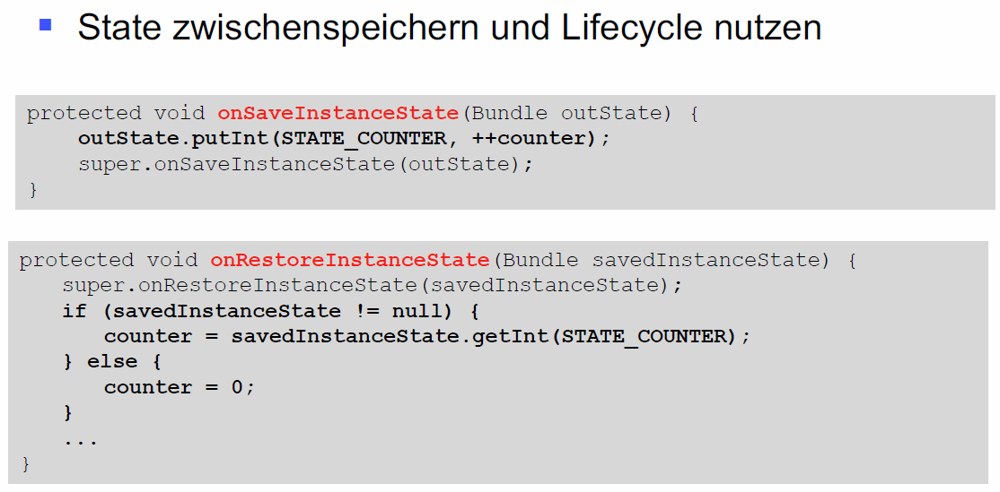 State zwischenspeichern und Lifecycle nutzen
protected void onSaveInstanceState(Bundle outState) {
outState.putInt(STATE_COUNTER, ++counter);
super.onSaveInstanceState(outState);
}
protected void onRestoreInstanceState(Bundle savedInstanceState) {
super.onRestoreInstanceState(savedInstanceState);
if (savedInstanceState != null) {
counter = savedInstanceState.getInt(STATE_COUNTER);
} else {
counter = 0;
}
...
}